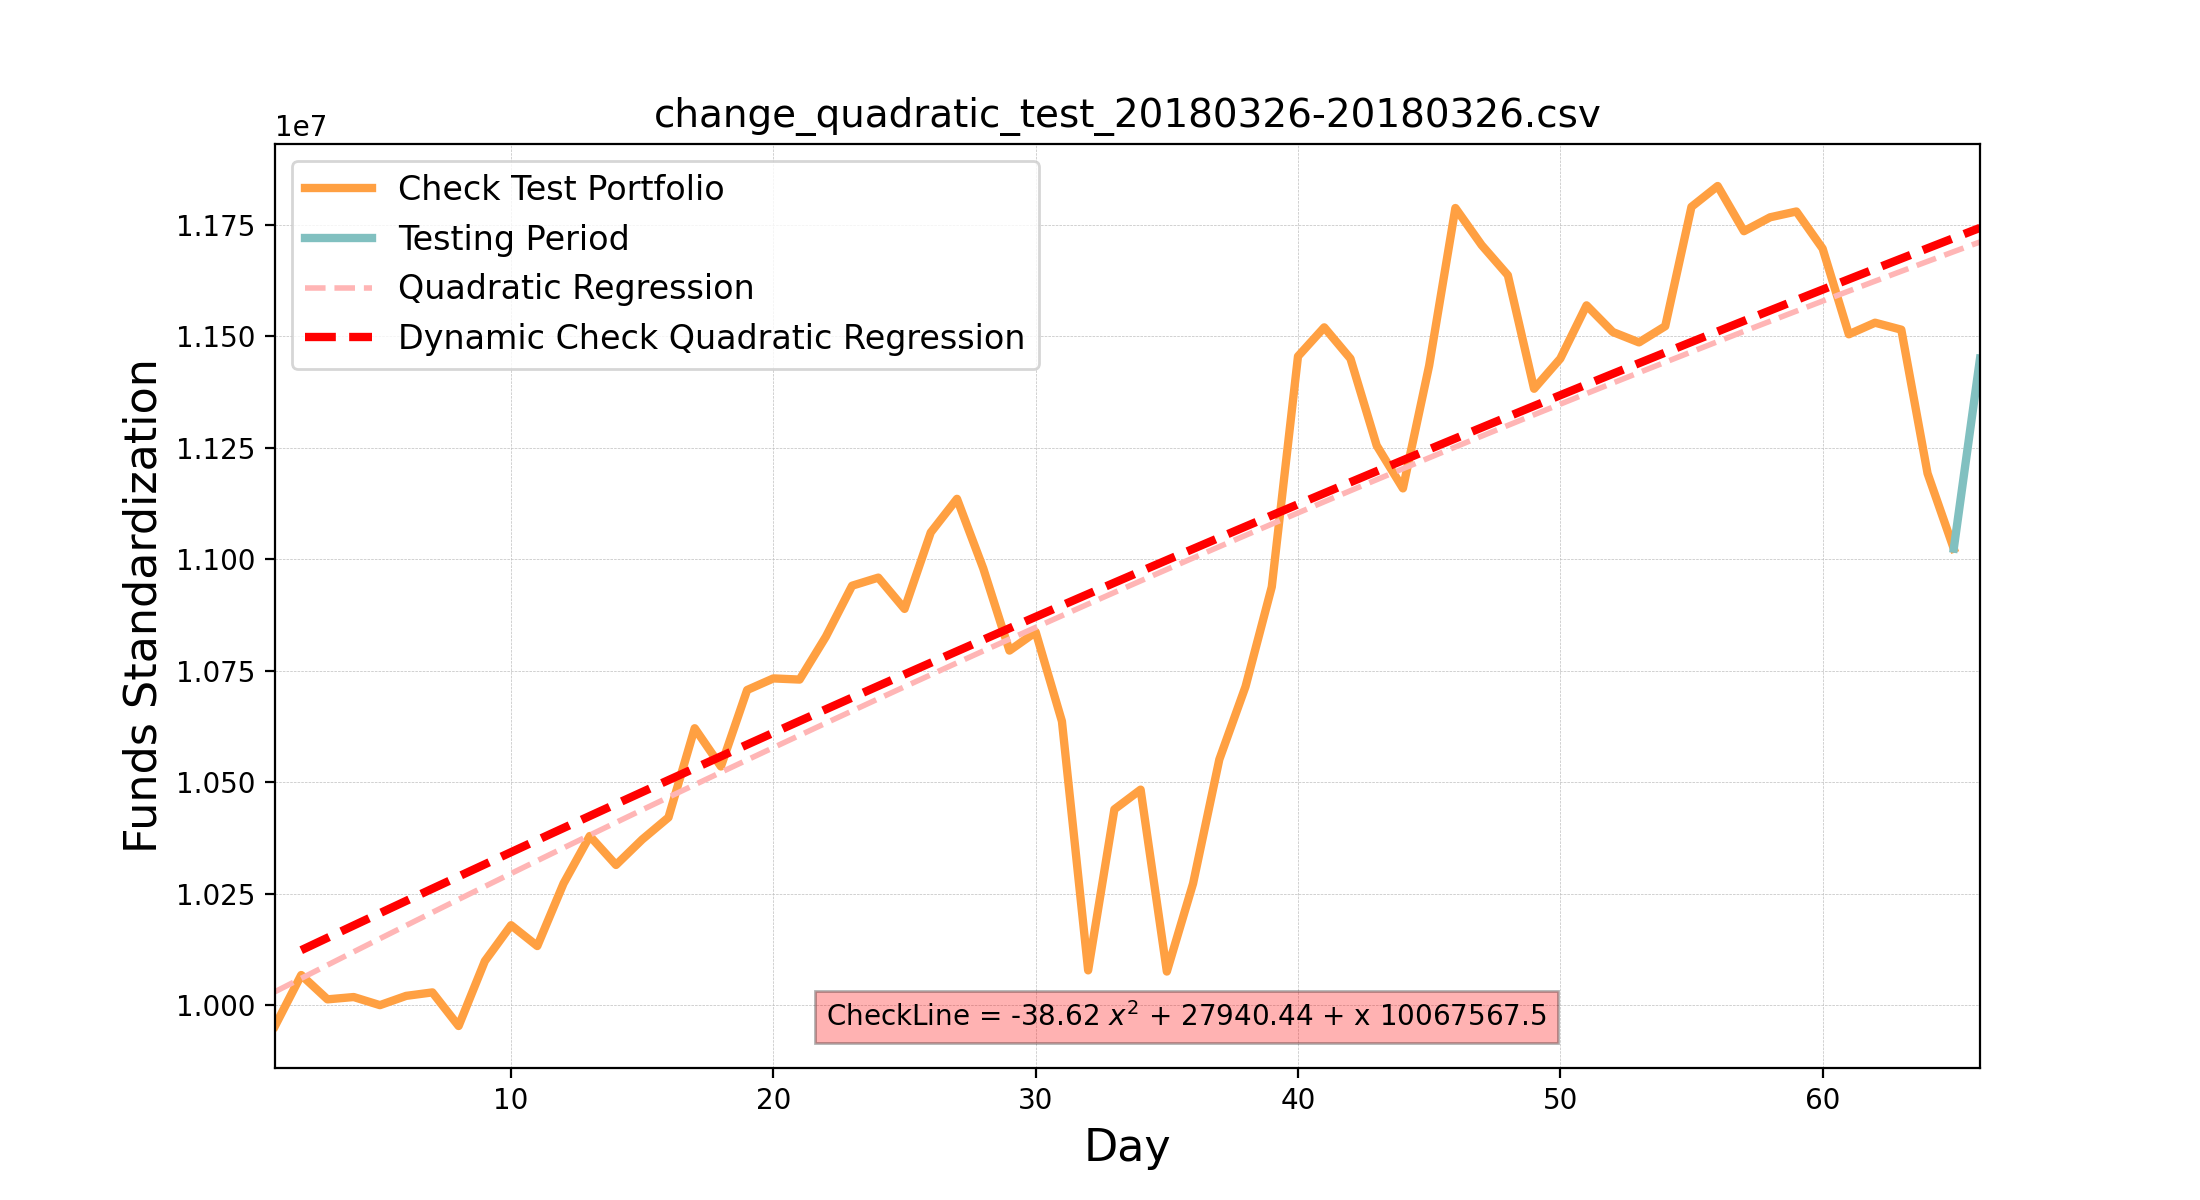 change_quadratic_test_20180326-20180326.csv
1e7
Check Test Portfolio
Testing Period
Quadratic Regression
Dynamic Check Quadratic Regression
Funds Standardization
1.175
1.150
1.125
1.100
1.075
1.050
1.025
1.000
CheckLine = -38.62 x² + 27940.44 + x 10067567.5
10 20 30 40 50 60
Day